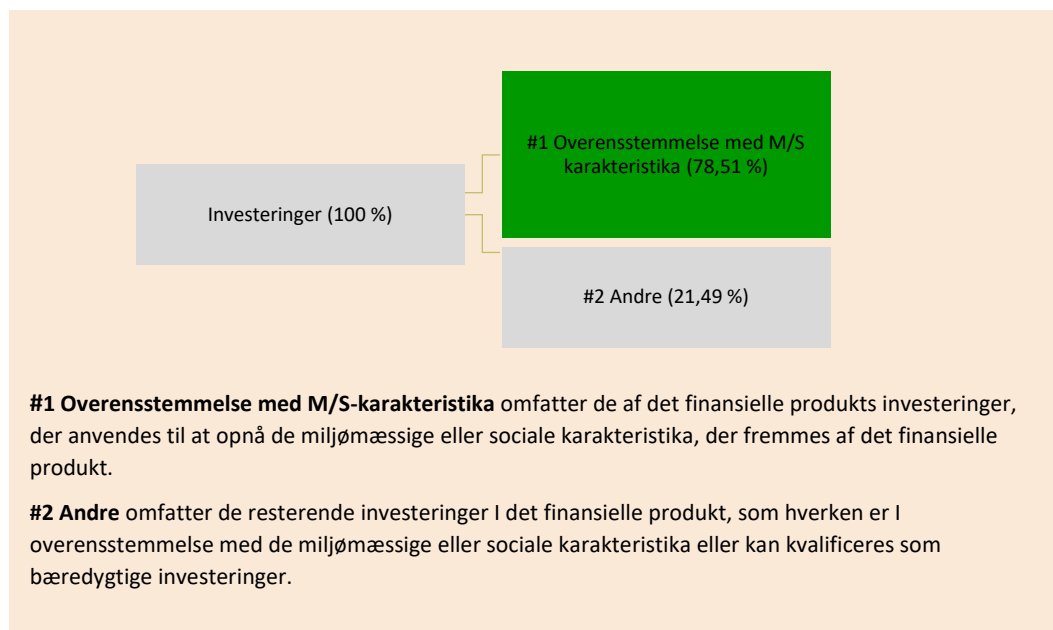 #1 Overensstemmelse med M/S
karakteristika (78,51 %)
Investeringer (100 %)
#2 Andre (21,49 %)
#1 Overensstemmelse med M/S-karakteristika omfatter de af det finansielle produkts investeringer,
der anvendes til at opnå de miljømæssige eller sociale karakteristika, der fremmes af det finansielle
produkt.
#2 Andre omfatter de resterende investeringer I det finansielle produkt, som hverken er I
overensstemmelse med de miljømæssige eller sociale karakteristika eller kan kvalificeres som
bæredygtige investeringer.